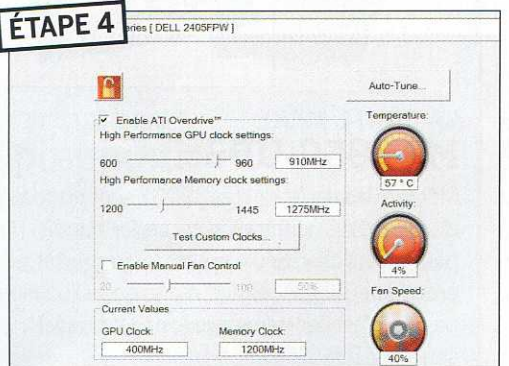 ÉTAPE 4
eries [ DELL 2405FPW ]
Auto-Tune...
Enable ATI Overdrive™
High Performance GPU clock settings:
600 960 910MHz
High Performance Memory clock settings:
1200 1445 1275MHz
Test Custom Clocks...
Enable Manual Fan Control
20 100 50%
Current Values
GPU Clock: Memory Clock:
400MHz 1200MHz
Temperature:
57 ° C
Activity:
4%
Fan Speed:
40%